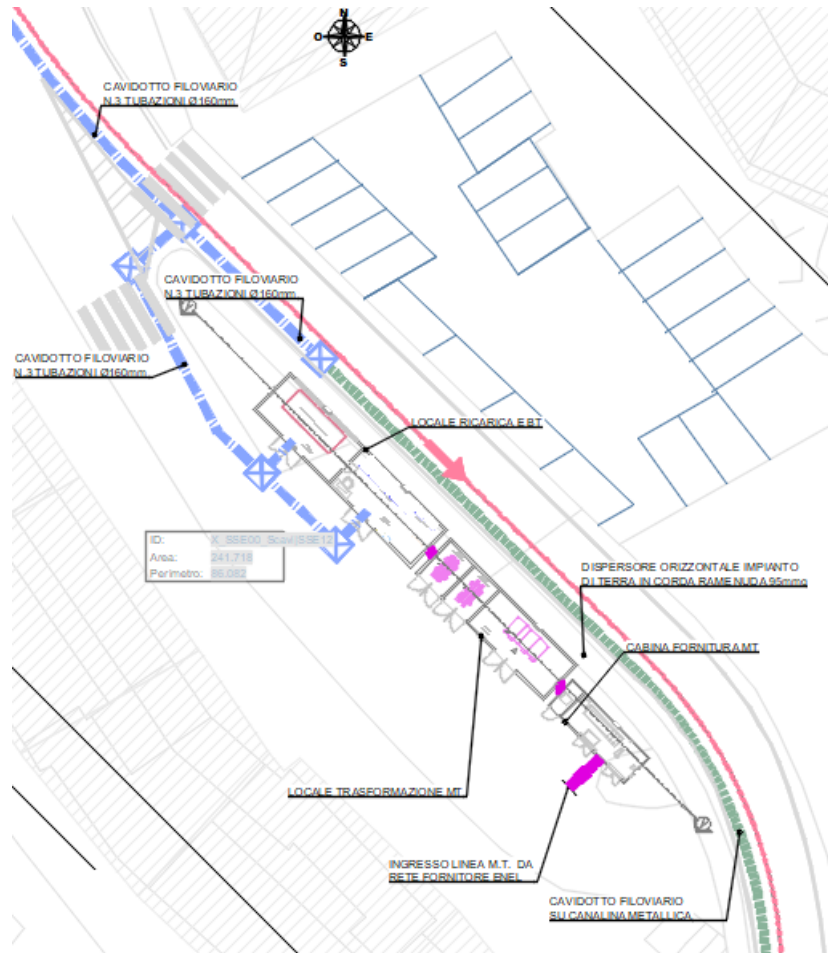 N
O E
S
CAVIDOTTO FILOVIARIO
N.3 TUBAZIONI Ø160mm
CAVIDOTTO FILOVIARIO
N.3 TUBAZIONI Ø160mm
CAVIDOTTO FILOVIARIO
N.3 TUBAZIONI Ø160mm
LOCALE RICARICA E BT
ID: X_SSE00_Scavi(SSE12
Area: 241.718
Perimetro: 86.082
DISPERSORE ORIZZONTALE IMPIANTO
DI TERRA IN CORDA RAME NUDA 95mmq
CABINA FORNITURA MT
LOCALE TRASFORMAZIONE MT
INGRESSO LINEA M.T. DA
RETE FORNITORE ENEL
CAVIDOTTO FILOVIARIO
SU CANALINA METALLICA